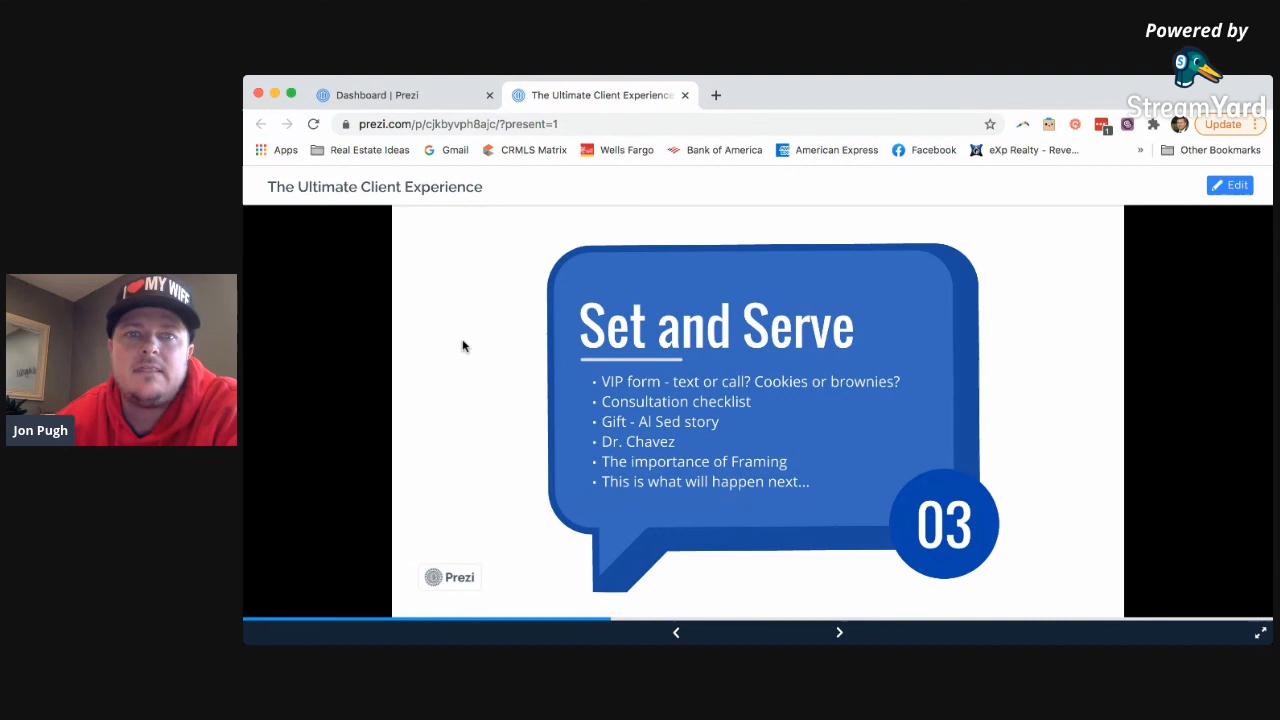 Powered by
StreamYard
Dashboard | Prezi
The Ultimate Client Experience
prezi.com/p/cjkbyvph8ajc/?present=1
Update
Apps
Real Estate Ideas
Gmail
CRMLS Matrix
Wells Fargo
Bank of America
American Express
Facebook
eXp Realty - Reve...
»
Other Bookmarks
The Ultimate Client Experience
Edit
I MY WIFE
Jon Pugh
Set and Serve
• VIP form - text or call? Cookies or brownies?
• Consultation checklist
• Gift - Al Sed story
• Dr. Chavez
• The importance of Framing
• This is what will happen next...
03
Prezi